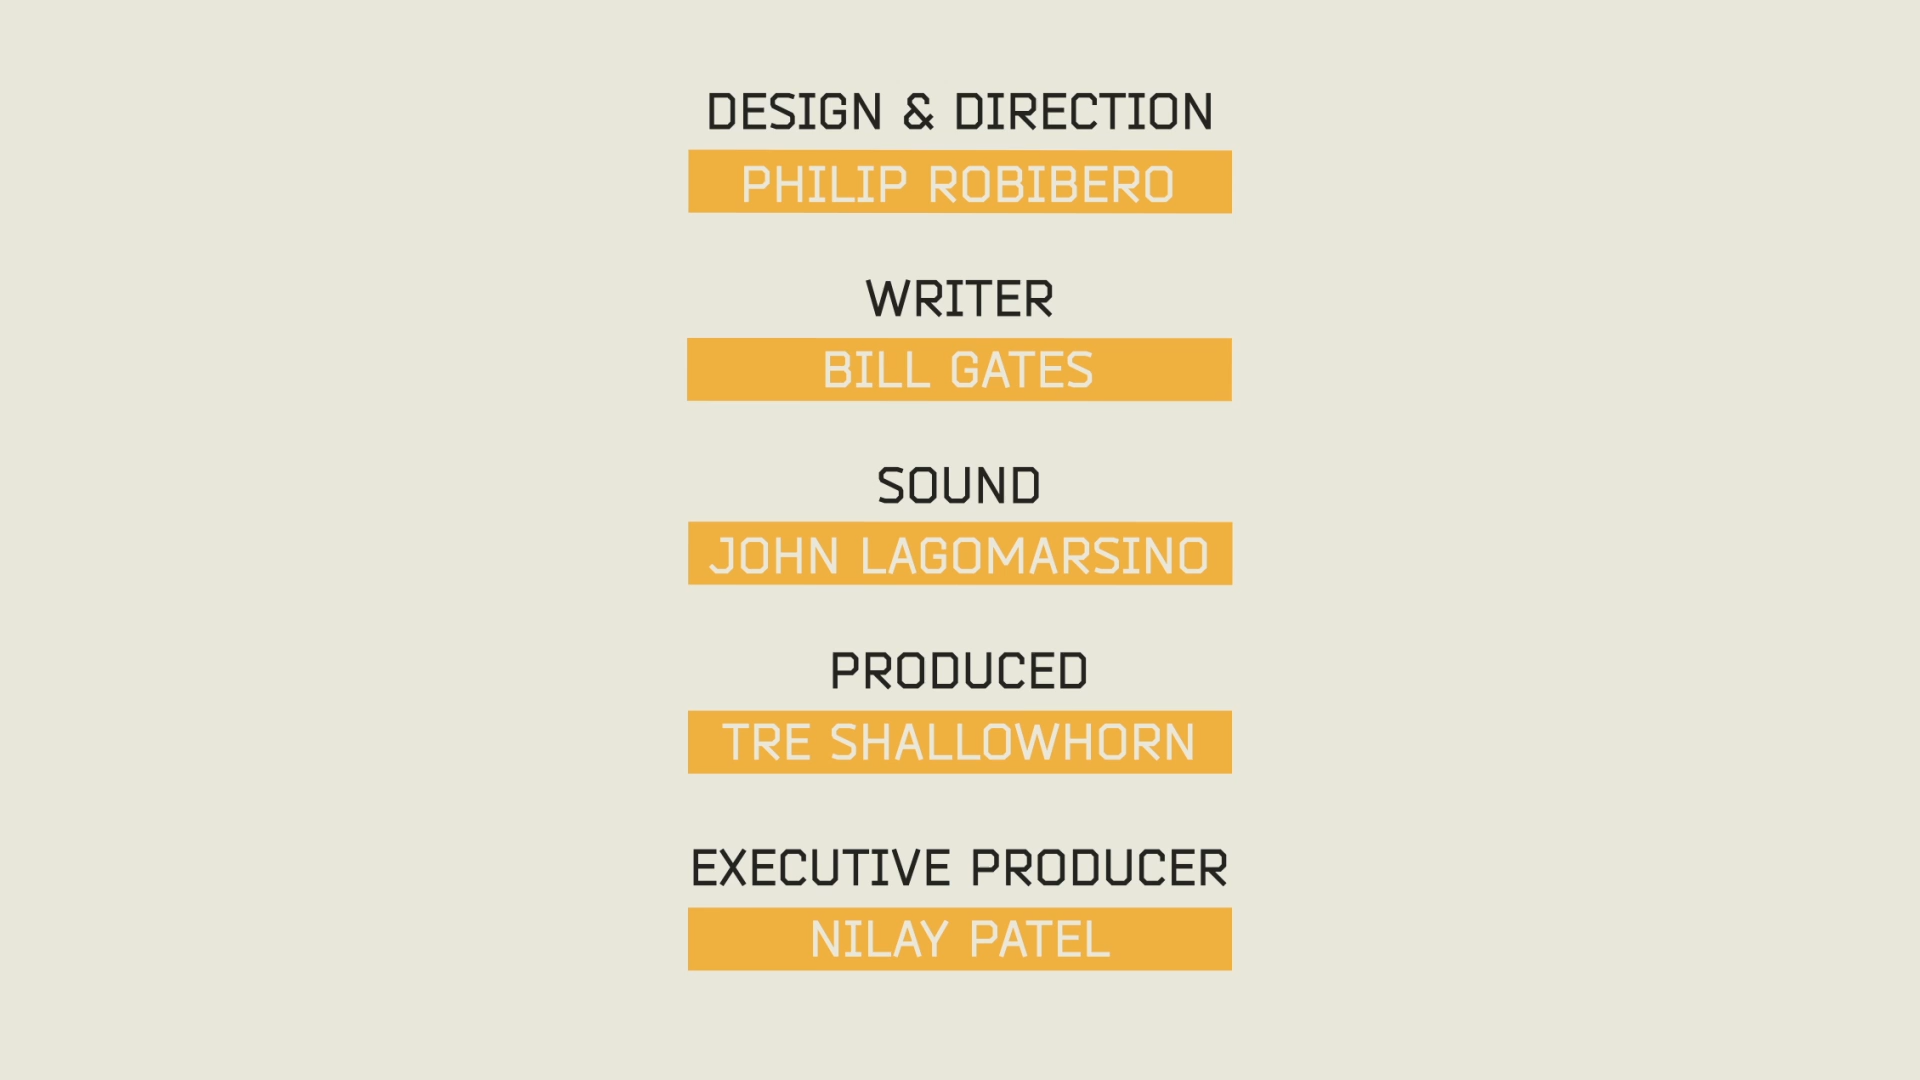 DESIGN & DIRECTION
PHILIP ROBIBERO
WRITER
BILL GATES
SOUND
JOHN LAGOMARSINO
PRODUCED
TRE SHALLOWHORN
EXECUTIVE PRODUCER
NILAY PATEL